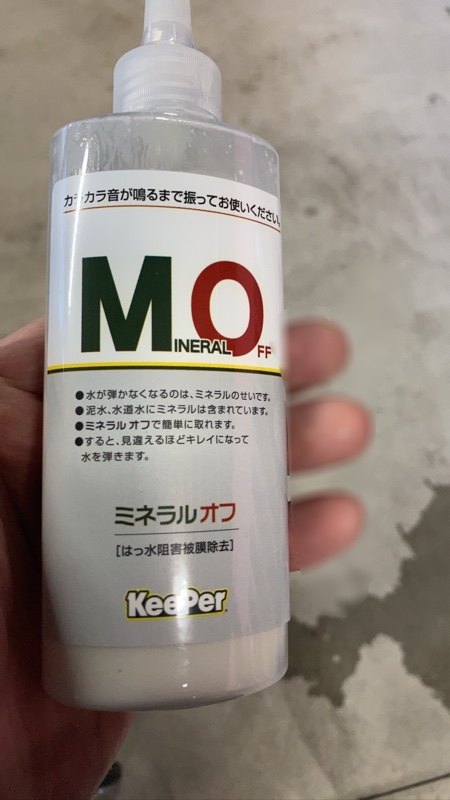 カラカラ音が鳴るまで振ってお使いください。
MINERAL OFF
●水が弾かなくなるのは、ミネラルのせいです。
●泥水、水道水にミネラルは含まれています。
●ミネラルオフで簡単に取れます。
●すると、見違えるほどキレイになって
水を弾きます。
ミネラルオフ
[はっ水阻害被膜除去]
KeePer